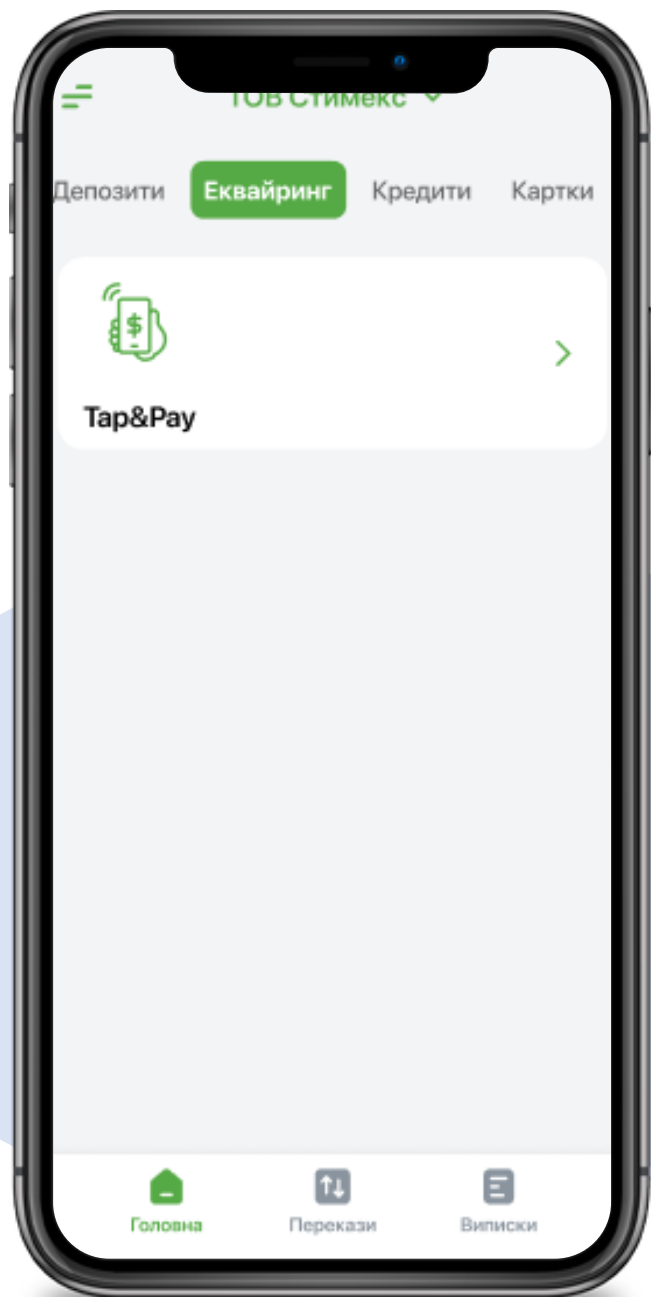 ТОВ Стимекс
Депозити Еквайринг Кредити Картки
$
Tap&Pay
Головна Перекази Виписки